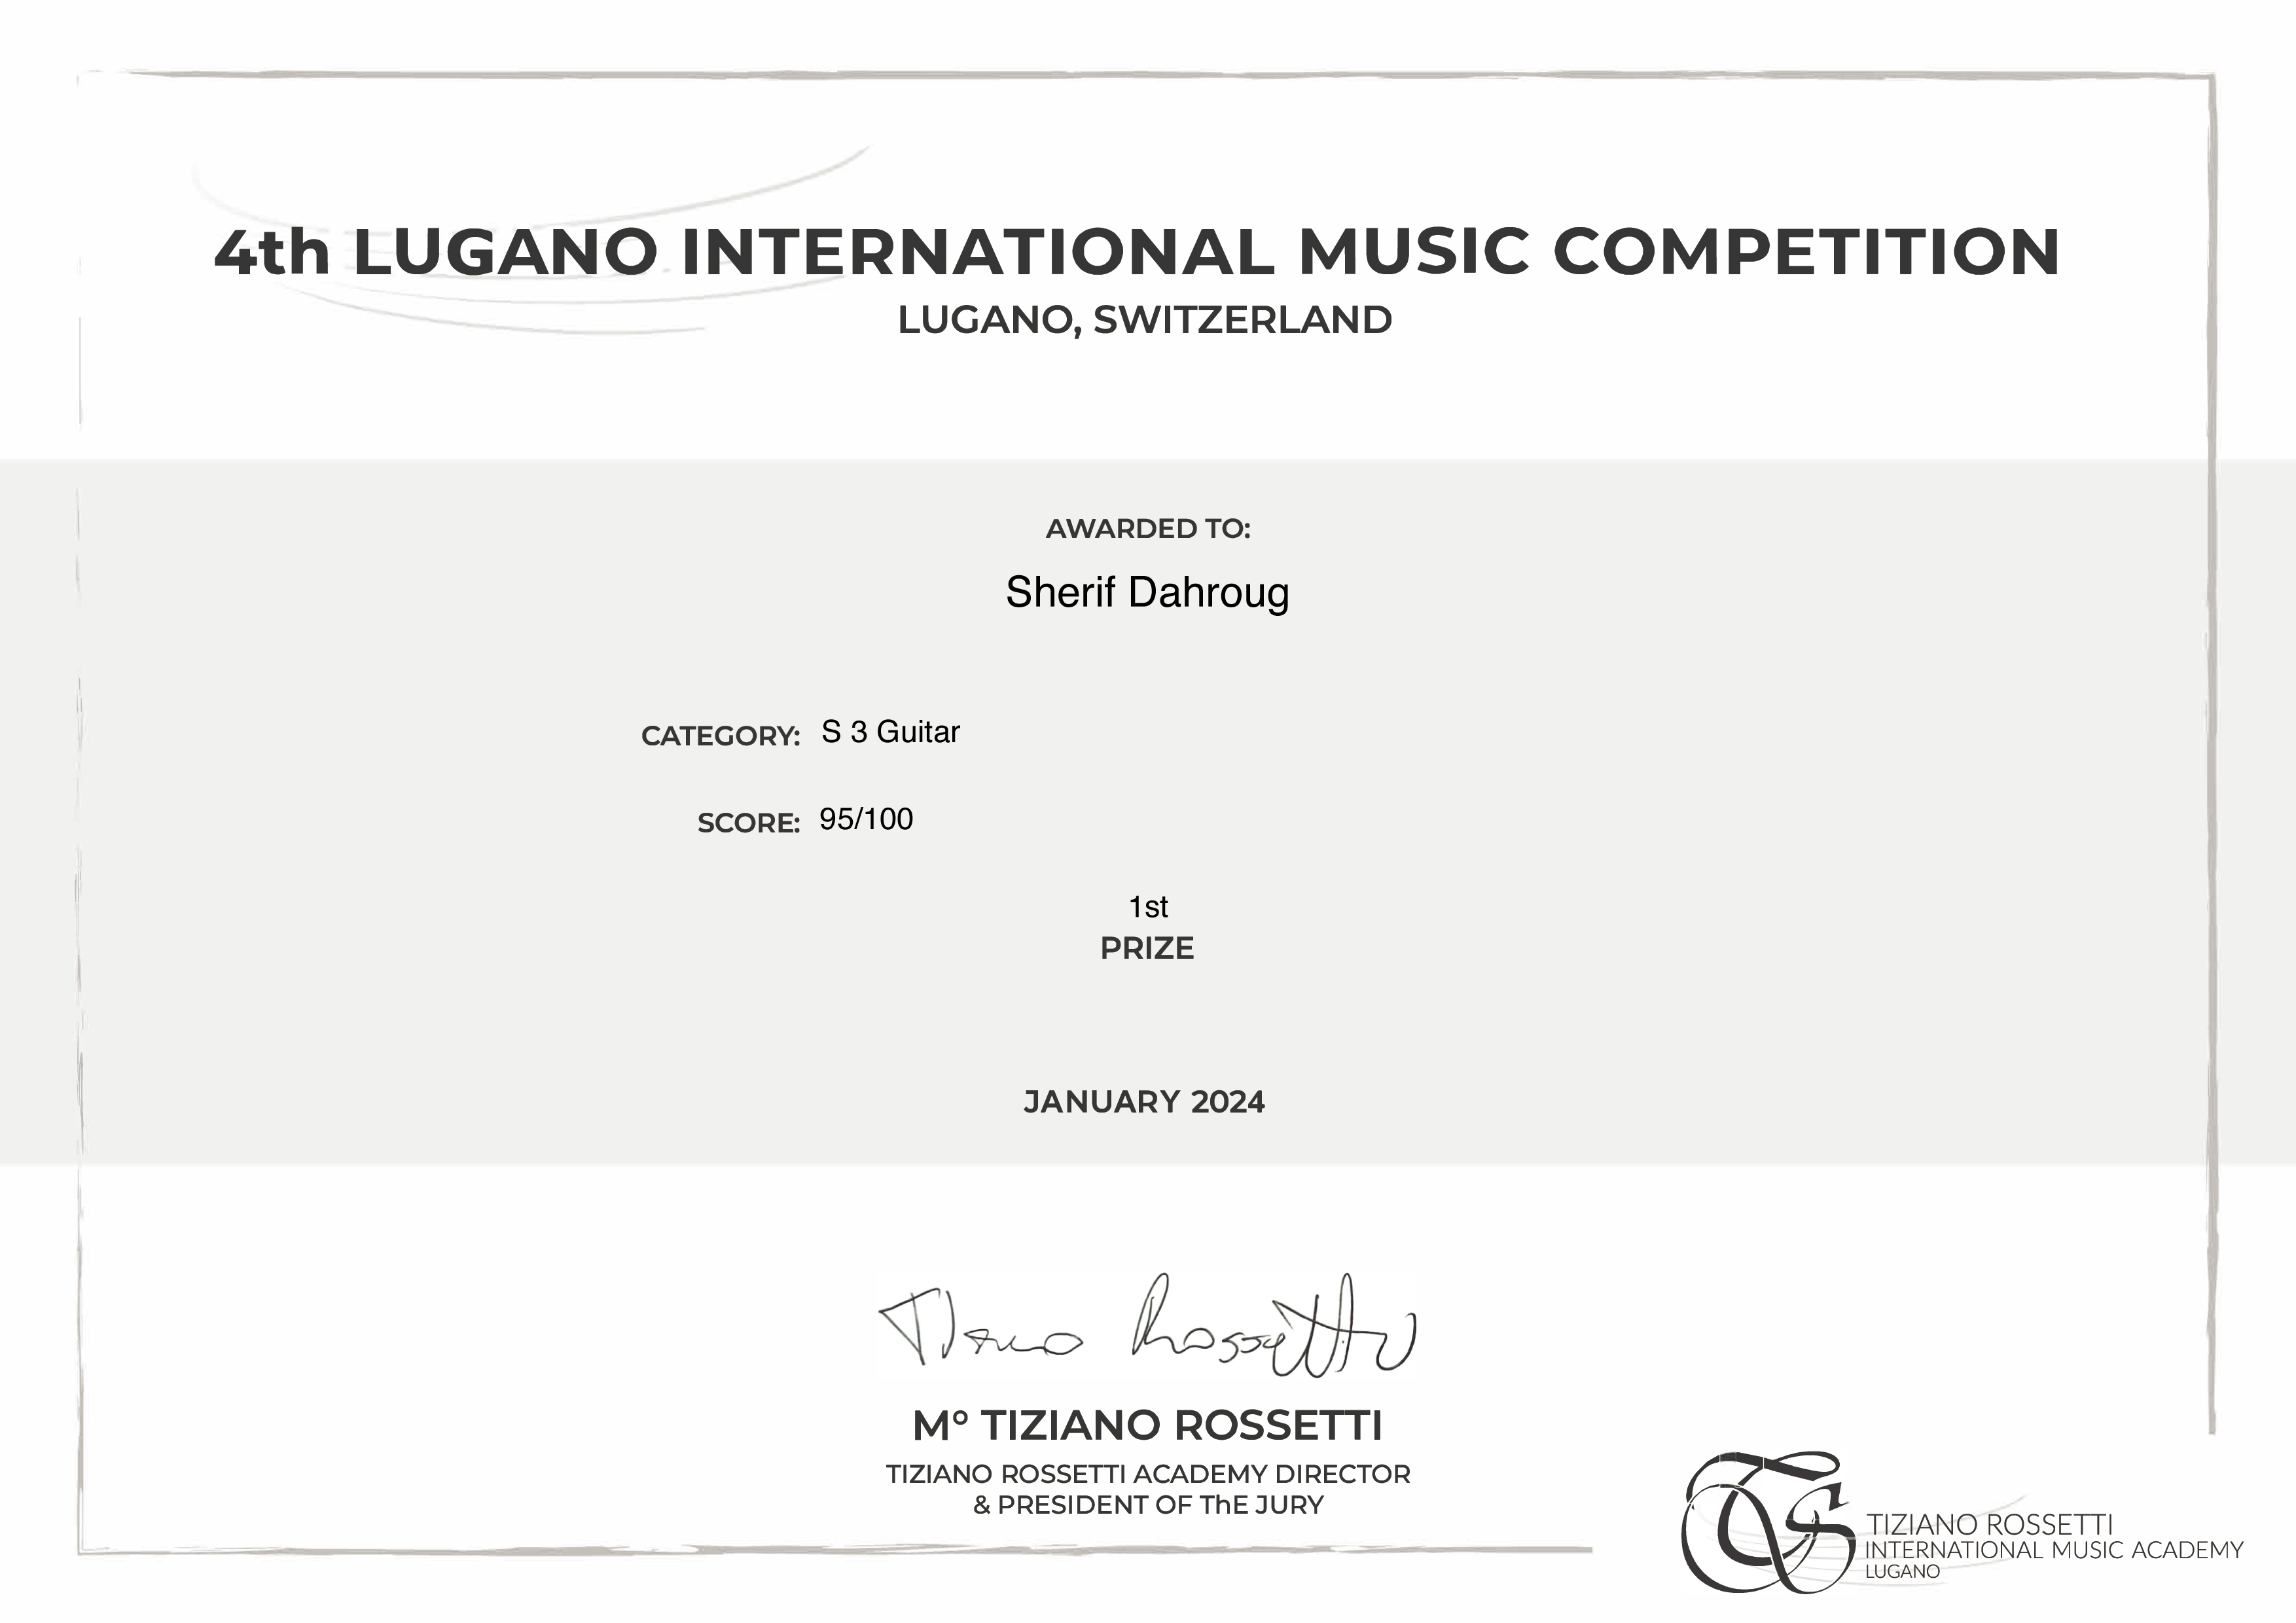 4th LUGANO INTERNATIONAL MUSIC COMPETITION
LUGANO, SWITZERLAND
AWARDED TO:
Sherif Dahroug
CATEGORY: S 3 Guitar
SCORE: 95/100
1st
PRIZE
JANUARY 2024
Tiziano Rossetti
M° TIZIANO ROSSETTI
TIZIANO ROSSETTI ACADEMY DIRECTOR
& PRESIDENT OF ThE JURY
TIZIANO ROSSETTI
INTERNATIONAL MUSIC ACADEMY
LUGANO